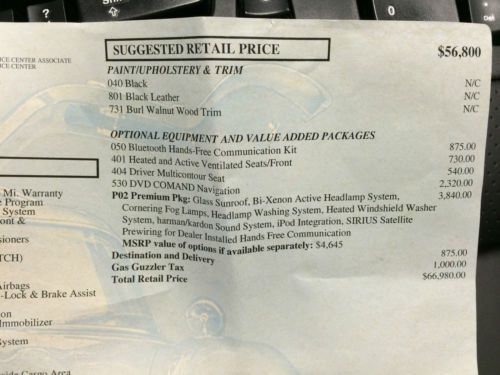 ?
Shift
0
ICE CENTER ASSOCIATE
ICE CENTER
SUGGESTED RETAIL PRICE $56,800
PAINT/UPHOLSTERY & TRIM
040 Black N/C
801 Black Leather N/C
731 Burl Walnut Wood Trim N/C
OPTIONAL EQUIPMENT AND VALUE ADDED PACKAGES
050 Bluetooth Hands-Free Communication Kit 875.00
401 Heated and Active Ventilated Seats/Front 730.00
404 Driver Multicontour Seat 540.00
530 DVD COMAND Navigation 2,320.00
P02 Premium Pkg: Glass Sunroof, Bi-Xenon Active Headlamp System, 3,840.00
Cornering Fog Lamps, Headlamp Washing System, Heated Windshield Washer
System, harman/kardon Sound System, iPod Integration, SIRIUS Satellite
Prewiring for Dealer Installed Hands Free Communication
MSRP value of options if available separately: $4,645
Destination and Delivery 875.00
Gas Guzzler Tax 1,000.00
Total Retail Price $66,980.00
Mi. Warranty
e Program
System
ont &
sioners
TCH)
Airbags
-Lock & Brake Assist
on
Immobilizer
System
side Cargo Area